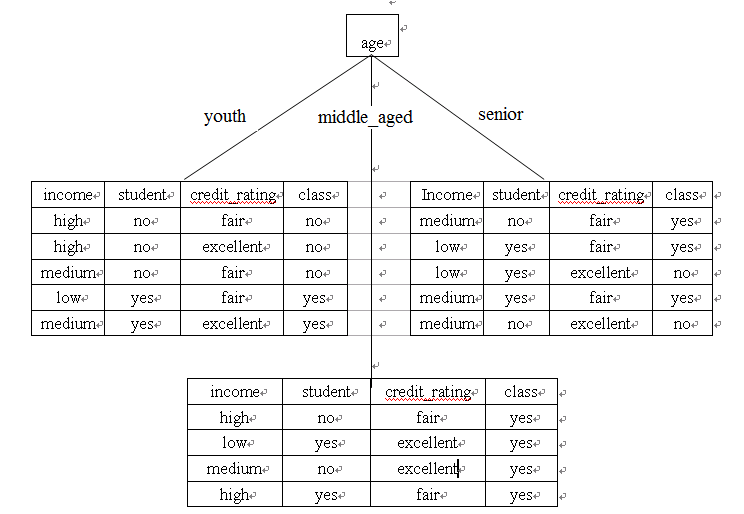 age
youth
middle_aged
senior
income student credit_rating class
high no fair no
high no excellent no
medium no fair no
low yes fair yes
medium yes excellent yes
Income student credit_rating class
medium no fair yes
low yes fair yes
low yes excellent no
medium yes fair yes
medium no excellent no
income student credit_rating class
high no fair yes
low yes excellent yes
medium no excellent yes
high yes fair yes